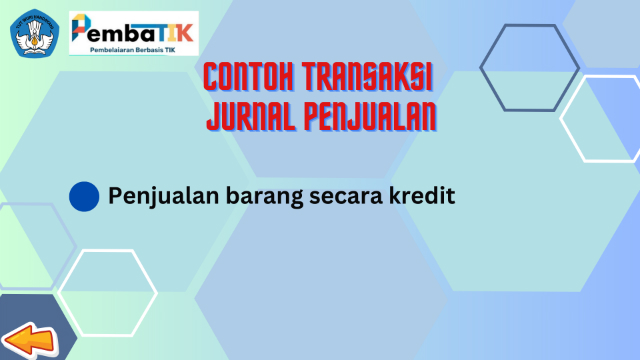 PembaTIK
Pembelajaran Berbasis TIK
CONTOH TRANSAKSI
JURNAL PENJUALAN
Penjualan barang secara kredit